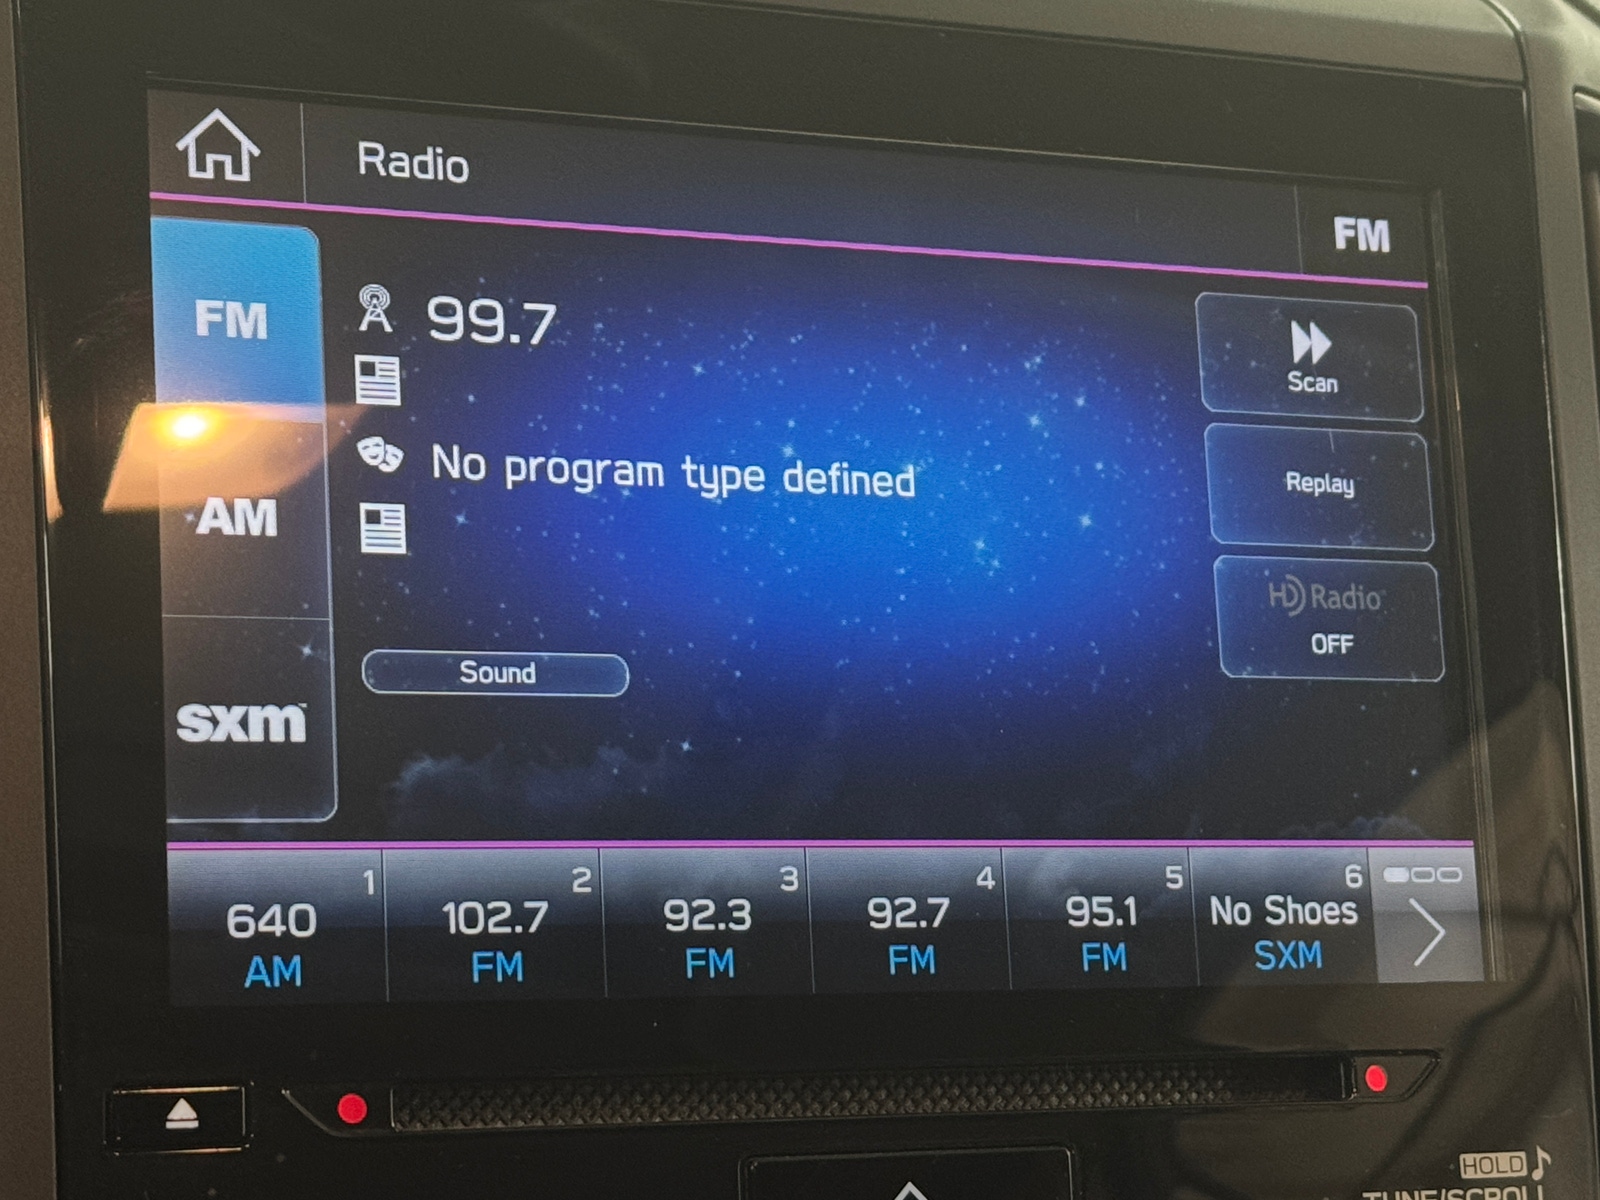 Radio
FM
FM
AM
sxm
99.7
No program type defined
Sound
Scan
Replay
HD Radio
OFF
1
640
AM
2
102.7
FM
3
92.3
FM
4
92.7
FM
5
95.1
FM
6
No Shoes
SXM
HOLD
TUNE/SCROLL